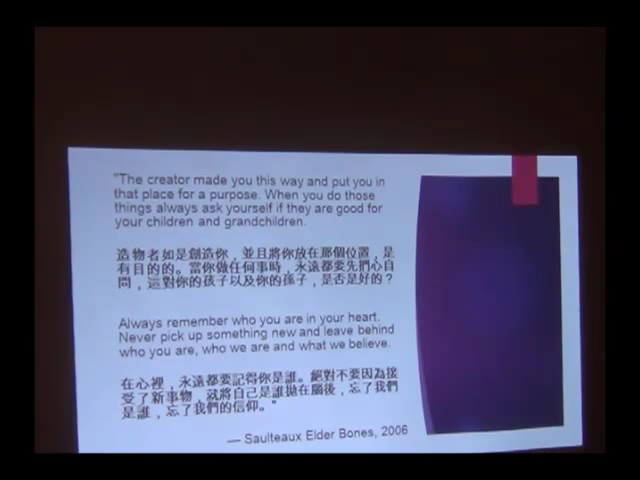 "The creator made you this way and put you in
that place for a purpose. When you do those
things always ask yourself if they are good for
your children and grandchildren.
造物者如是創造你，並且將你放在那個位置，是
有目的的。當你做任何事時，永遠都要先捫心自
問，這對你的孩子以及你的孫子，是否是好的？
Always remember who you are in your heart.
Never pick up something new and leave behind
who you are, who we are and what we believe.
在心裡，永遠都要記得你是誰。絕對不要因為接
受了新事物，就將自己是誰拋在腦後，忘了我們
是誰，忘了我們的信仰。"
— Saulteaux Elder Bones, 2006